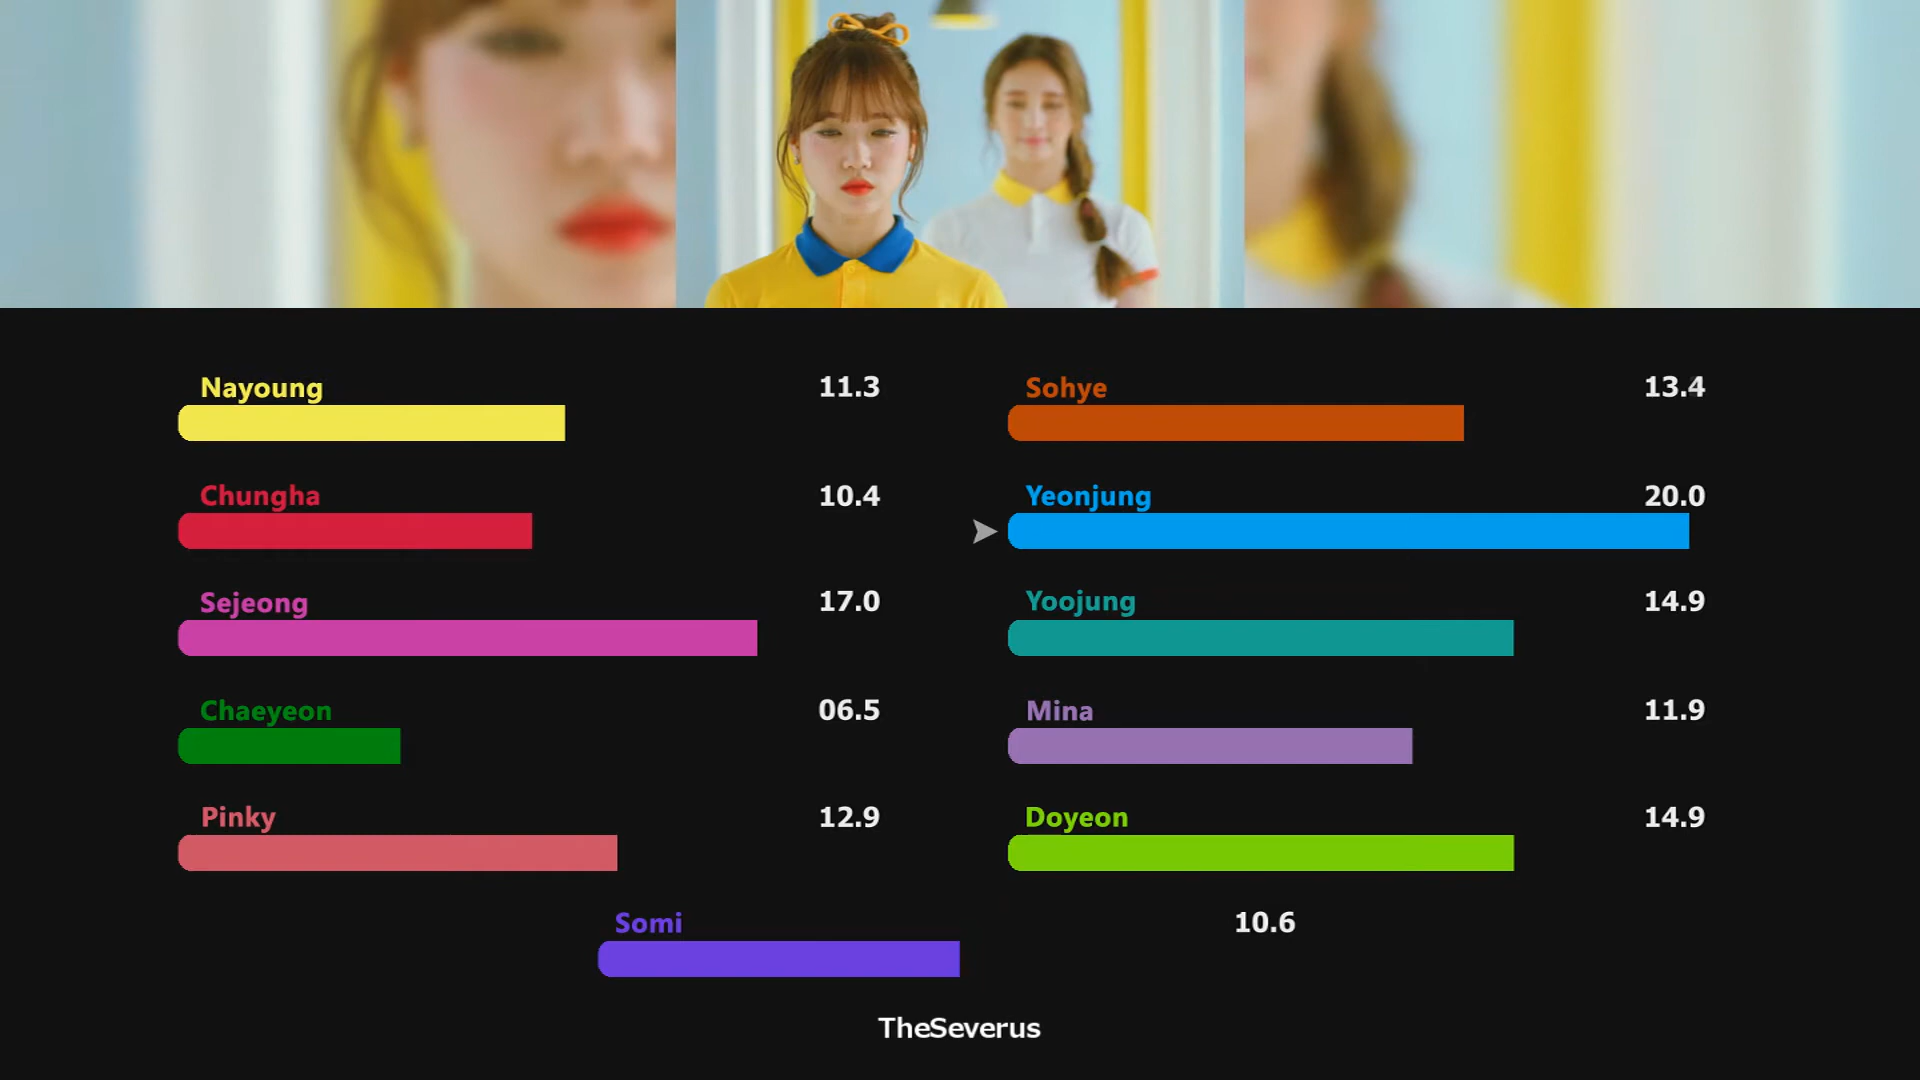 Nayoung 11.3
Sohye 13.4
Chungha 10.4
Yeonjung 20.0
Sejeong 17.0
Yoojung 14.9
Chaeyeon 06.5
Mina 11.9
Pinky 12.9
Doyeon 14.9
Somi 10.6
TheSeverus